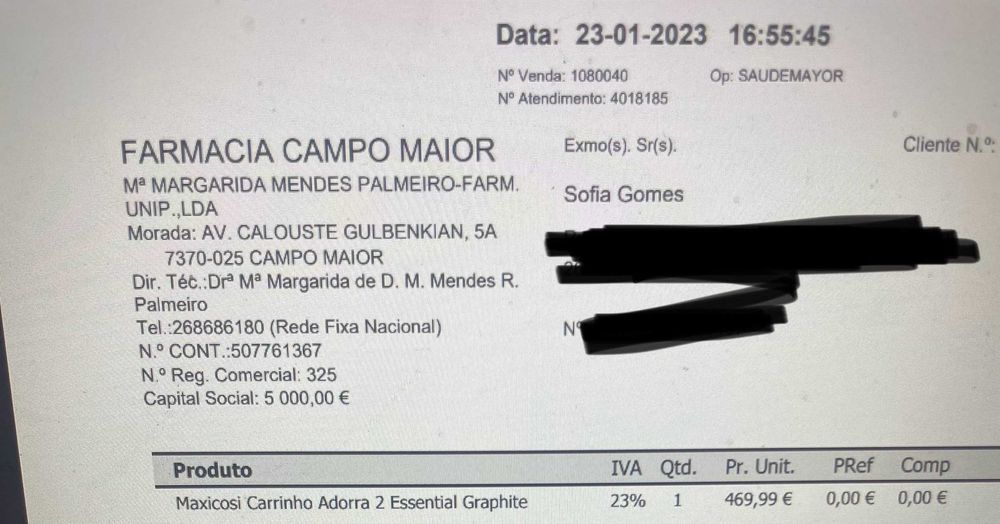 Data: 23-01-2023 16:55:45
Nº Venda: 1080040 Op: SAUDEMAYOR
Nº Atendimento: 4018185
FARMACIA CAMPO MAIOR
Mª MARGARIDA MENDES PALMEIRO-FARM.
UNIP.,LDA
Morada: AV. CALOUSTE GULBENKIAN, 5A
7370-025 CAMPO MAIOR
Dir. Téc.:Drª Mª Margarida de D. M. Mendes R.
Palmeiro
Tel.:268686180 (Rede Fixa Nacional)
N.º CONT.:507761367
N.º Reg. Comercial: 325
Capital Social: 5 000,00 €
Exmo(s). Sr(s). Cliente N.º:
Sofia Gomes
Nº
Produto IVA Qtd. Pr. Unit. PRef Comp
Maxicosi Carrinho Adorra 2 Essential Graphite 23% 1 469,99 € 0,00 € 0,00 €